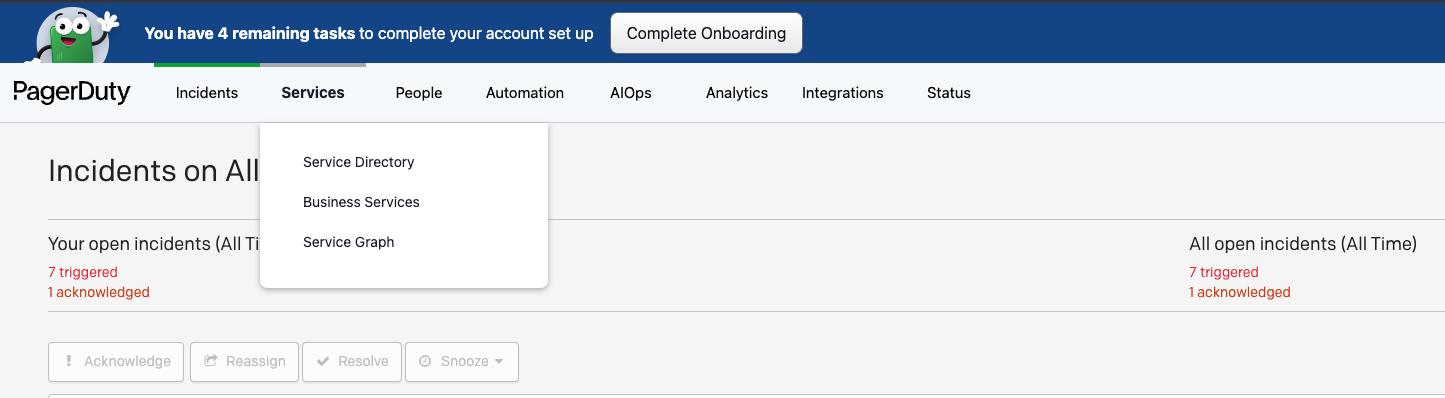 You have 4 remaining tasks to complete your account set up
Complete Onboarding
PagerDuty
Incidents
Services
People
Automation
AIOps
Analytics
Integrations
Status
Service Directory
Business Services
Service Graph
Incidents on All
Your open incidents (All Ti
7 triggered
1 acknowledged
All open incidents (All Time)
7 triggered
1 acknowledged
Acknowledge
Reassign
Resolve
Snooze